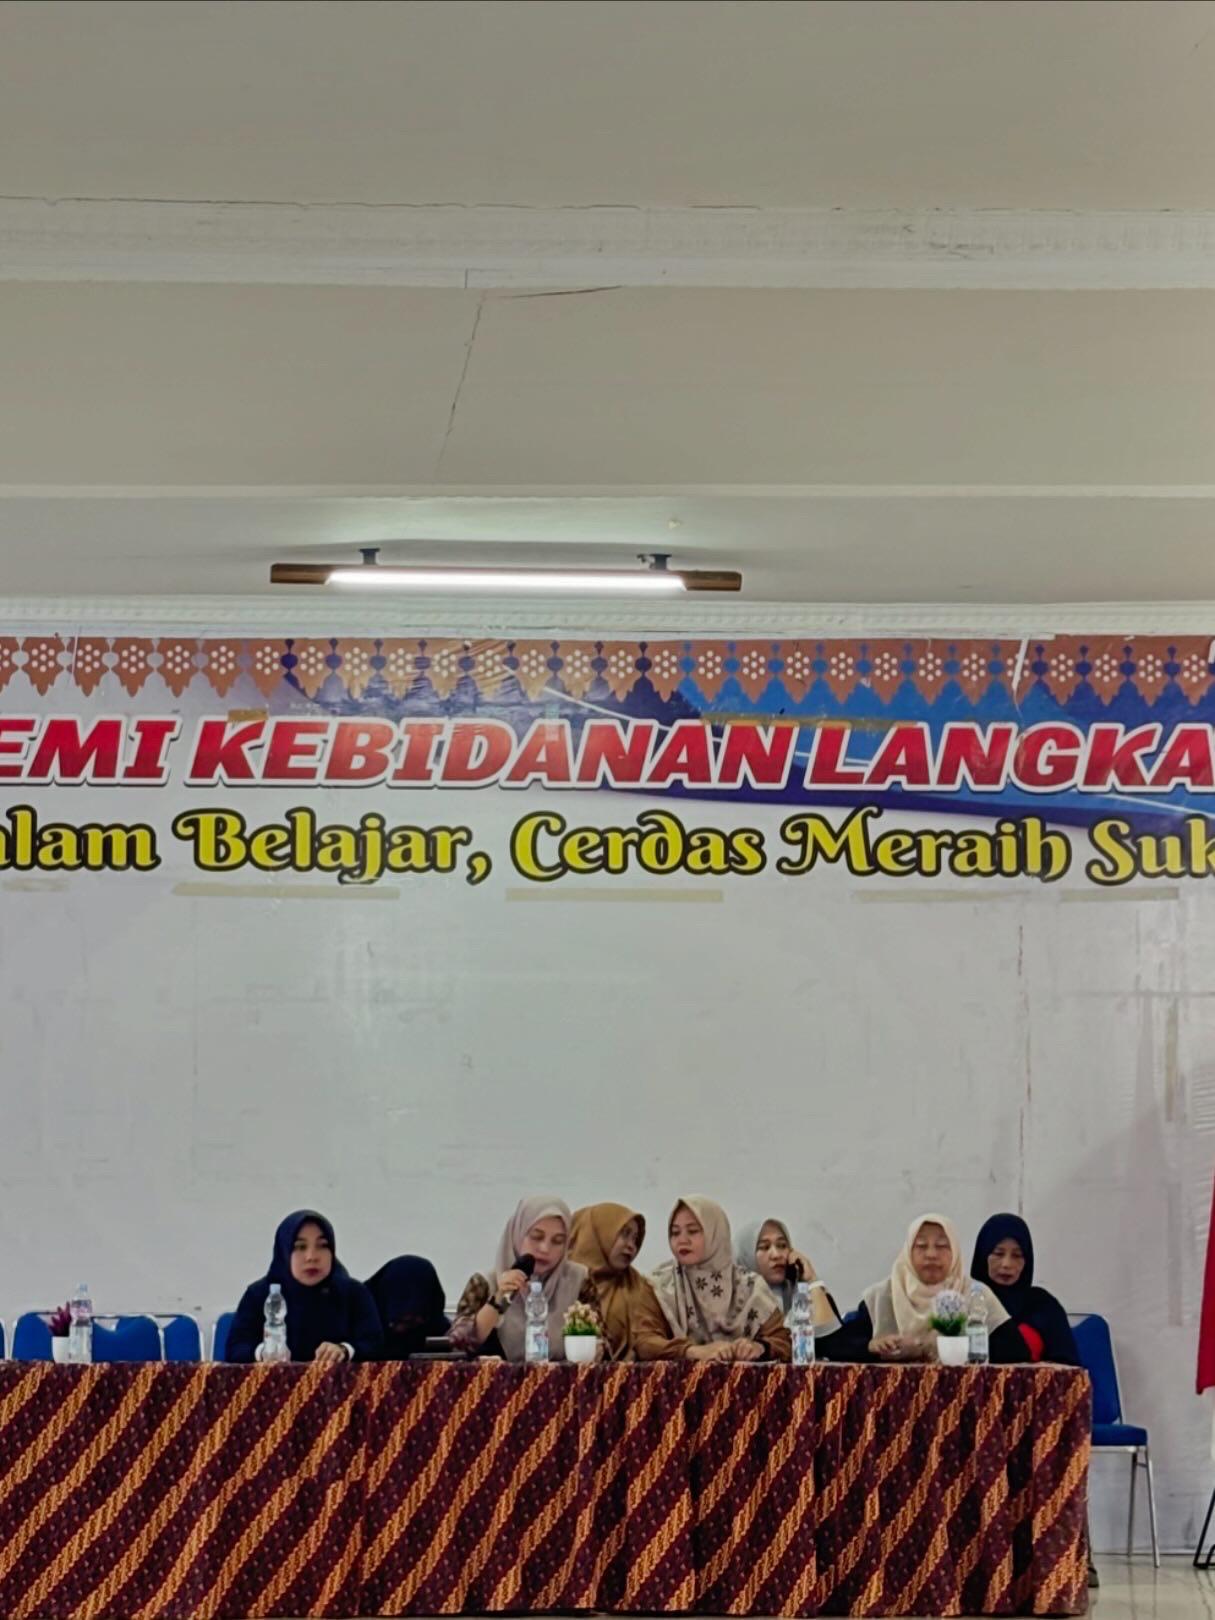 EMI KEBIDANAN LANGKA
alam Belajar, Cerdas Meraih Suk